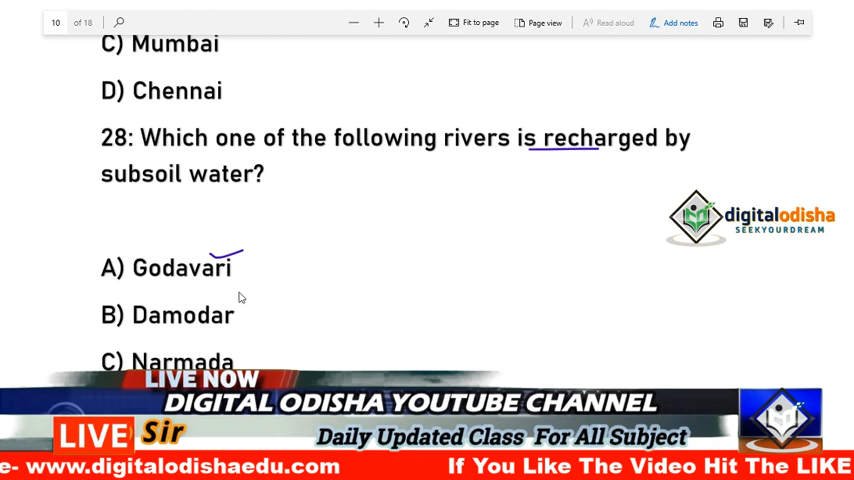 10 of 18 Fit to page Page view Read aloud Add notes
C) Mumbai
D) Chennai
28: Which one of the following rivers is recharged by
subsoil water?
digitalodisha
SEEKYOURDREAM
A) Godavari
B) Damodar
C) Narmada
LIVE NOW
DIGITAL ODISHA YOUTUBE CHANNEL
LIVE Sir Daily Updated Class For All Subject
e- www.digitalodishaedu.com If You Like The Video Hit The LIKE